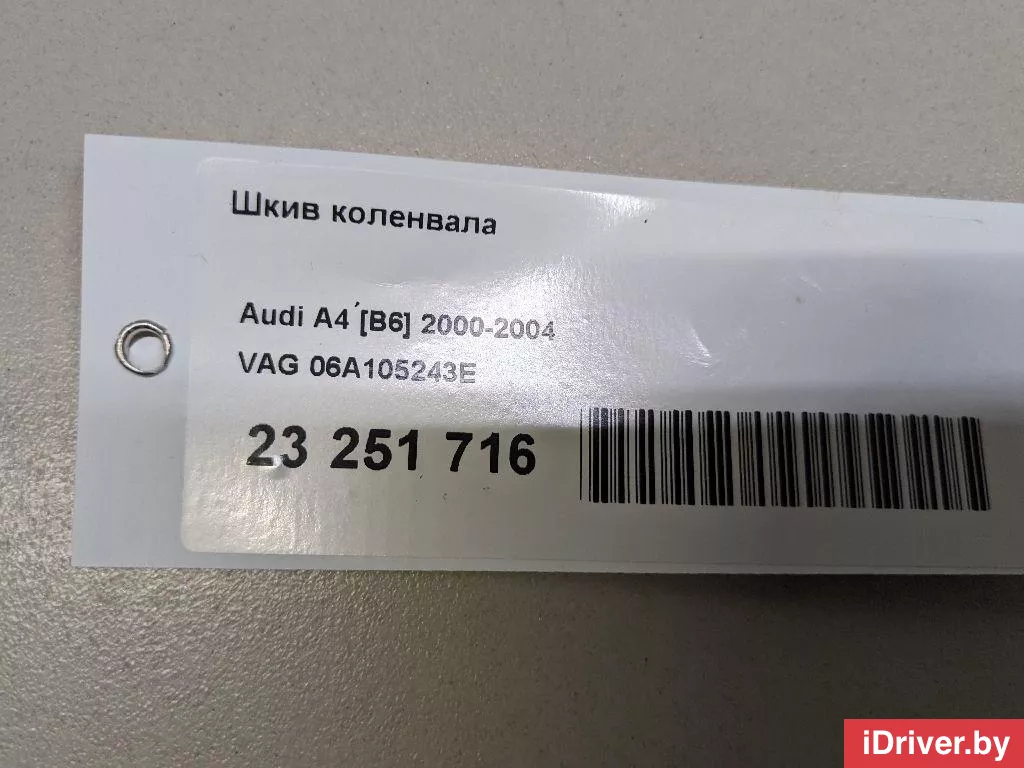 Шкив коленвала
Audi A4 [B6] 2000-2004
VAG 06A105243E
23 251 716
iDriver.by